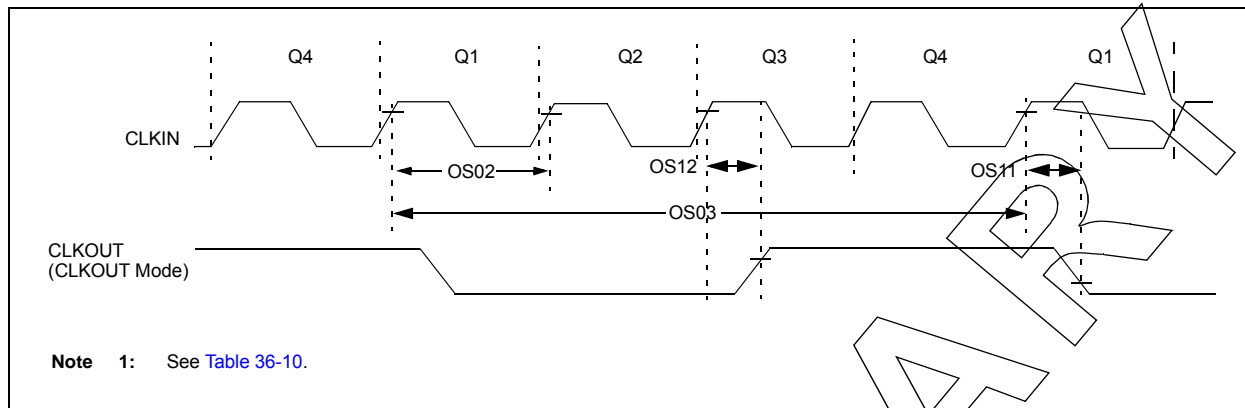 Q4 Q1 Q2 Q3 Q4 Q1
CLKIN
OS02 OS12 OS11
OS03
CLKOUT
(CLKOUT Mode)
Note 1: See Table 36-10.
A R Y